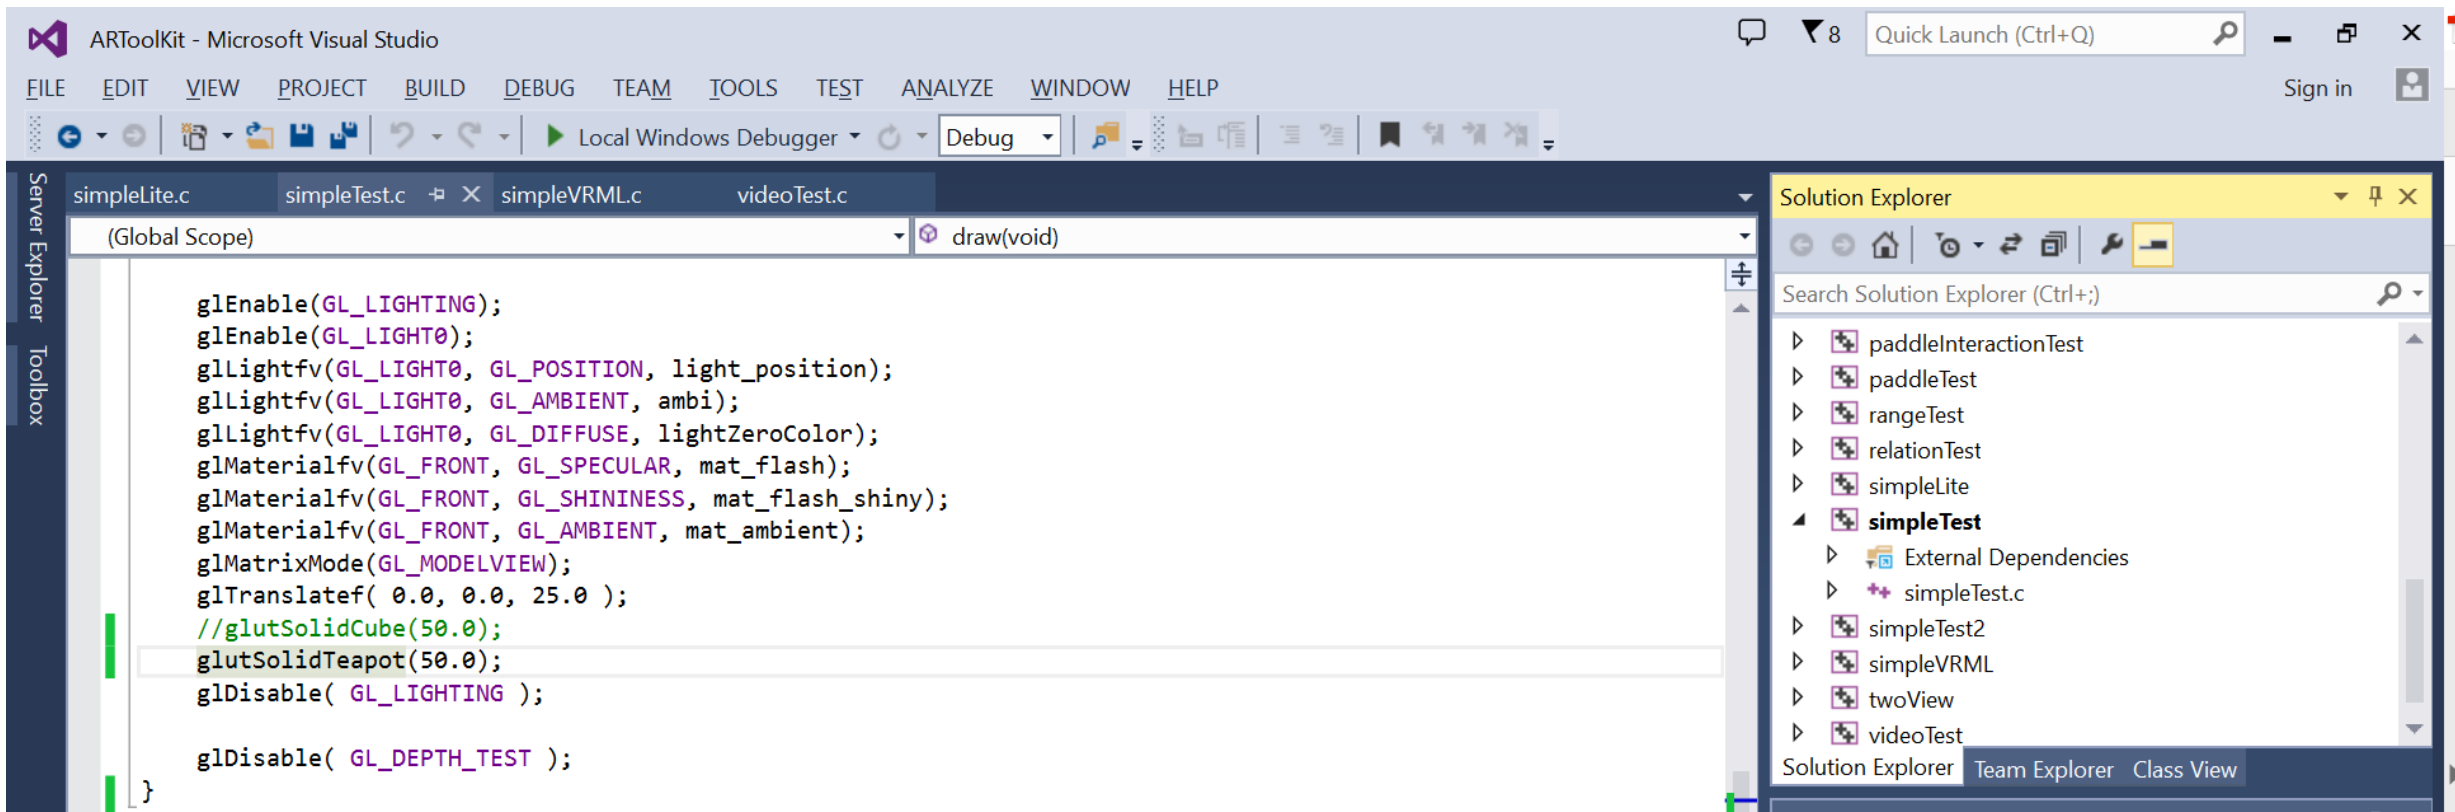 ARToolKit - Microsoft Visual Studio
8
Quick Launch (Ctrl+Q)
FILE EDIT VIEW PROJECT BUILD DEBUG TEAM TOOLS TEST ANALYZE WINDOW HELP
Sign in
Local Windows Debugger
Debug
Server Explorer
Toolbox
simpleLite.c simpleTest.c simpleVRML.c videoTest.c
(Global Scope)
draw(void)
glEnable(GL_LIGHTING);
glEnable(GL_LIGHT0);
glLightfv(GL_LIGHT0, GL_POSITION, light_position);
glLightfv(GL_LIGHT0, GL_AMBIENT, ambi);
glLightfv(GL_LIGHT0, GL_DIFFUSE, lightZeroColor);
glMaterialfv(GL_FRONT, GL_SPECULAR, mat_flash);
glMaterialfv(GL_FRONT, GL_SHININESS, mat_flash_shiny);
glMaterialfv(GL_FRONT, GL_AMBIENT, mat_ambient);
glMatrixMode(GL_MODELVIEW);
glTranslatef( 0.0, 0.0, 25.0 );
//glutSolidCube(50.0);
glutSolidTeapot(50.0);
glDisable( GL_LIGHTING );
glDisable( GL_DEPTH_TEST );
}
Solution Explorer
Search Solution Explorer (Ctrl+;)
paddleInteractionTest
paddleTest
rangeTest
relationTest
simpleLite
simpleTest
External Dependencies
simpleTest.c
simpleTest2
simpleVRML
twoView
videoTest
Solution Explorer Team Explorer Class View